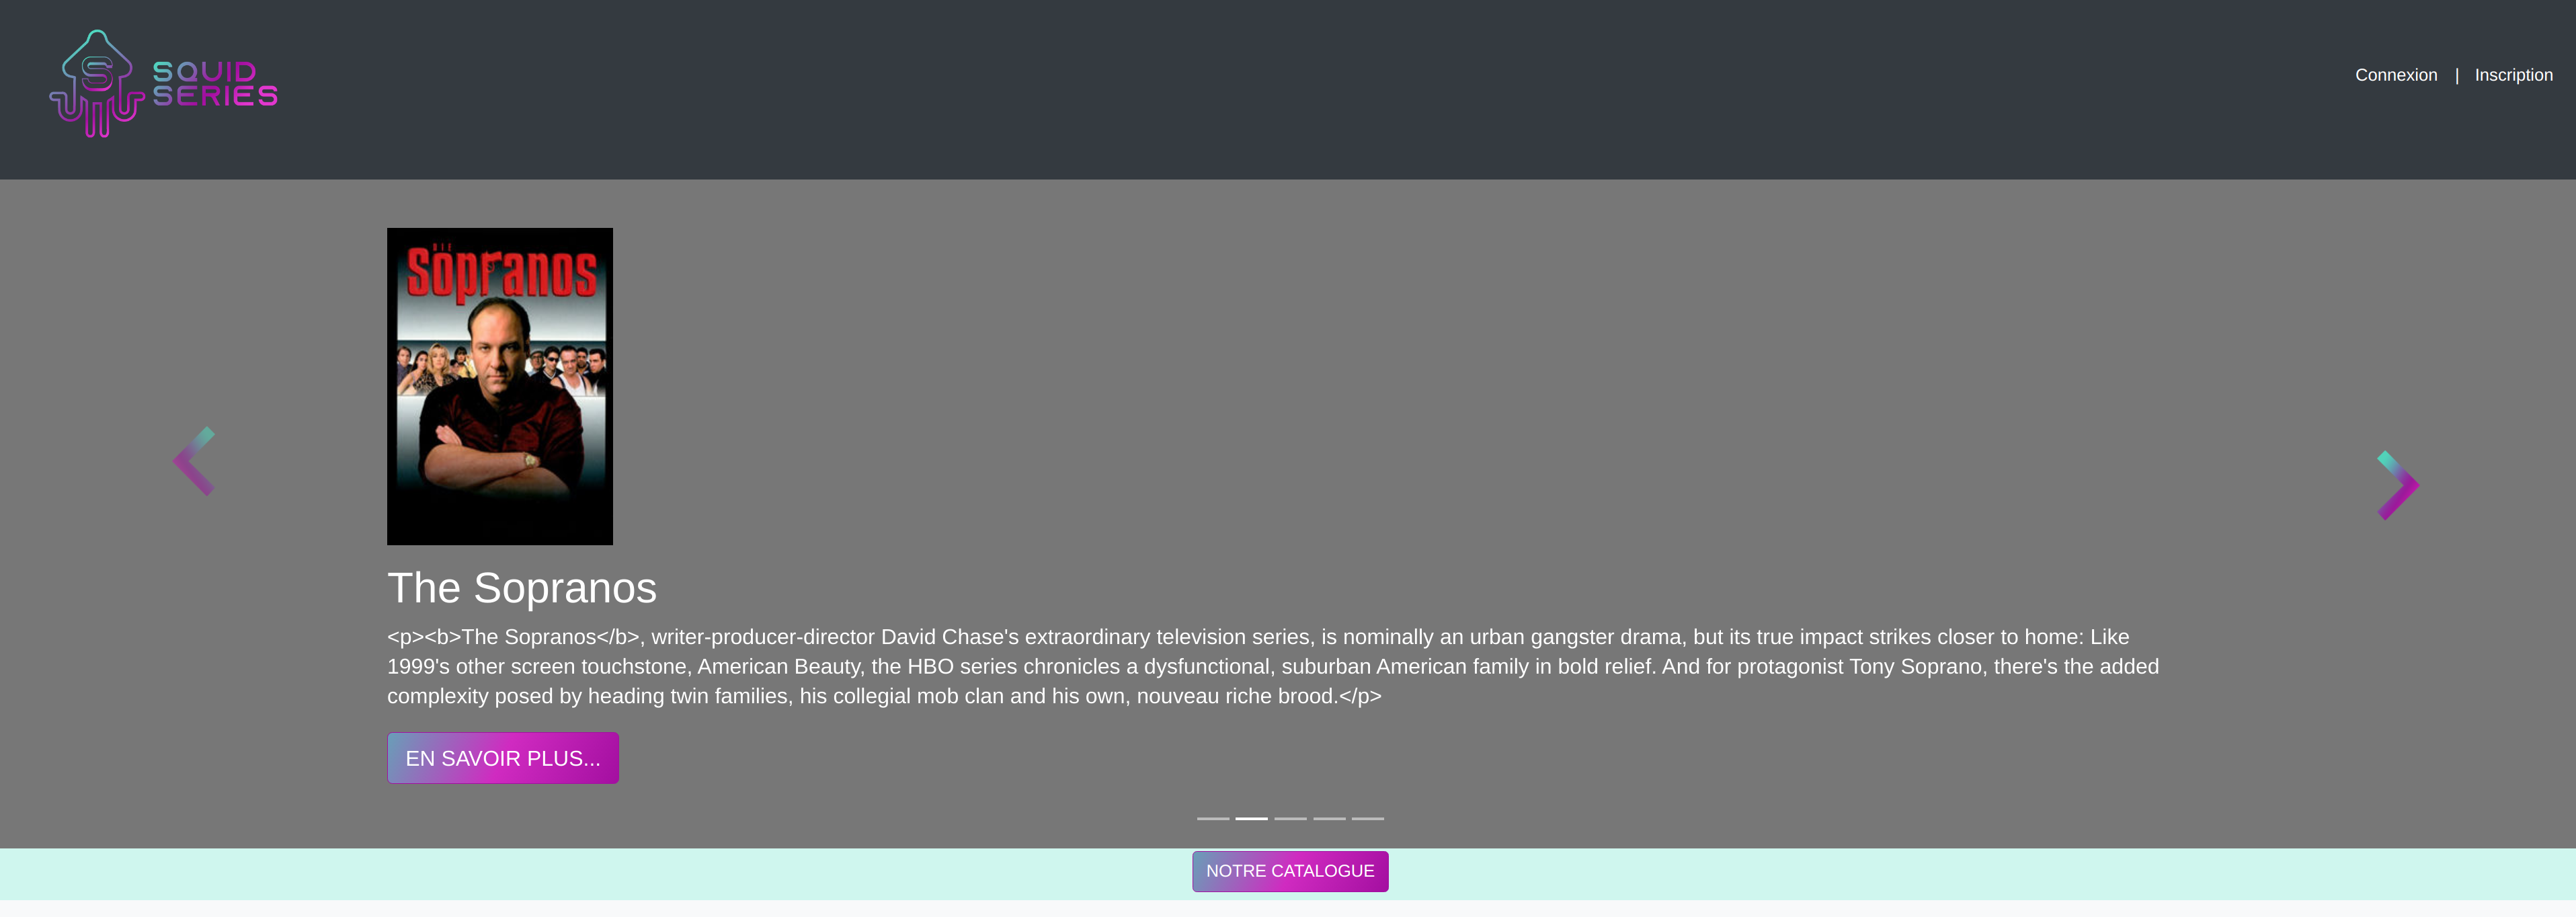 S
SQUID
SERIES
Connexion | Inscription
DIE
Sopranos
The Sopranos
<p><b>The Sopranos</b>, writer-producer-director David Chase's extraordinary television series, is nominally an urban gangster drama, but its true impact strikes closer to home: Like
1999's other screen touchstone, American Beauty, the HBO series chronicles a dysfunctional, suburban American family in bold relief. And for protagonist Tony Soprano, there's the added
complexity posed by heading twin families, his collegial mob clan and his own, nouveau riche brood.</p>
EN SAVOIR PLUS...
NOTRE CATALOGUE